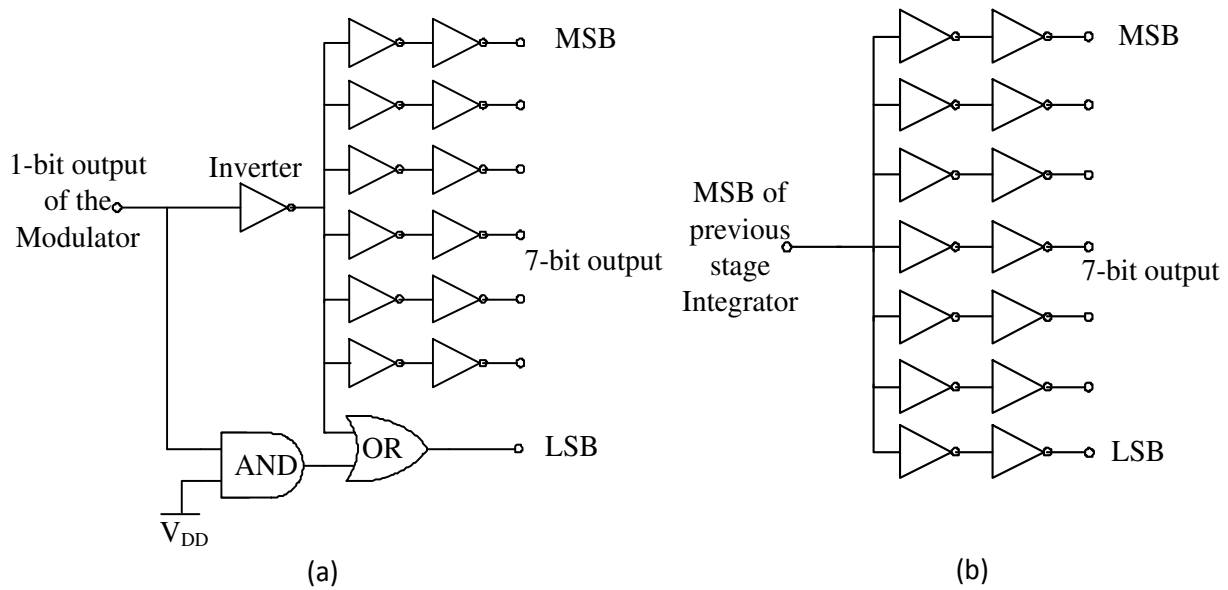 MSB
Inverter
1-bit output
of the
Modulator
7-bit output
AND
OR
LSB
VDD
(a)
MSB
MSB of
previous
stage
Integrator
7-bit output
LSB
(b)